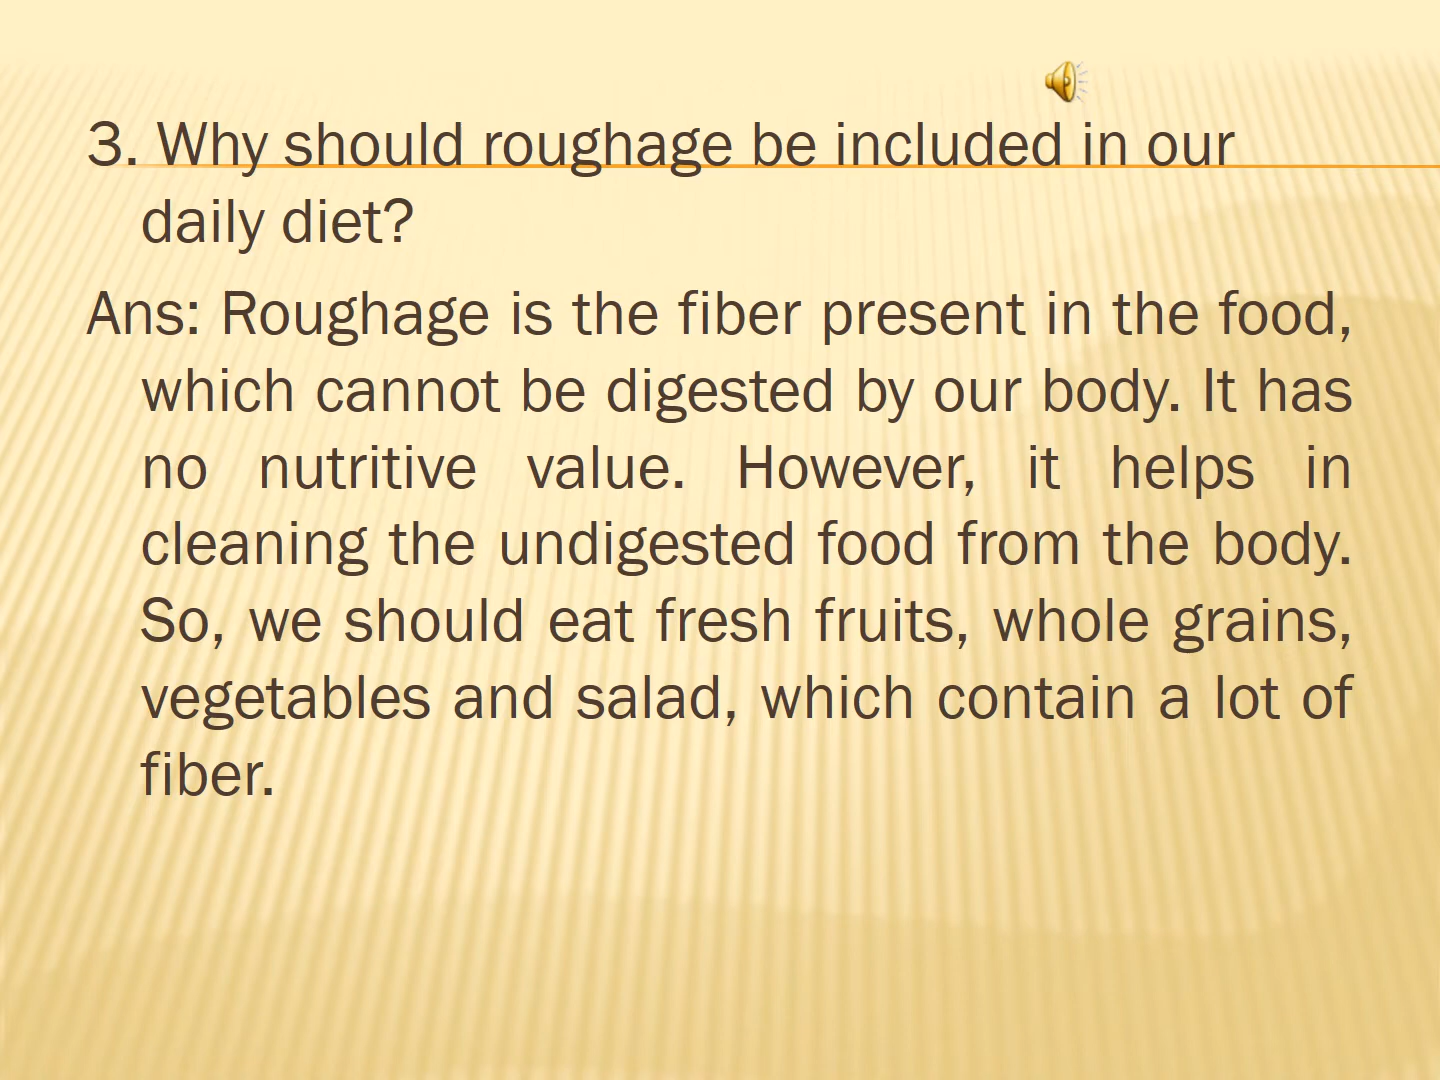 3. Why should roughage be included in our
daily diet?
Ans: Roughage is the fiber present in the food,
which cannot be digested by our body. It has
no nutritive value. However, it helps in
cleaning the undigested food from the body.
So, we should eat fresh fruits, whole grains,
vegetables and salad, which contain a lot of
fiber.